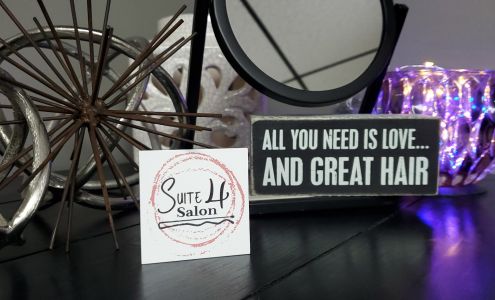 Suite 4
Salon
ALL YOU NEED IS LOVE...
AND GREAT HAIR